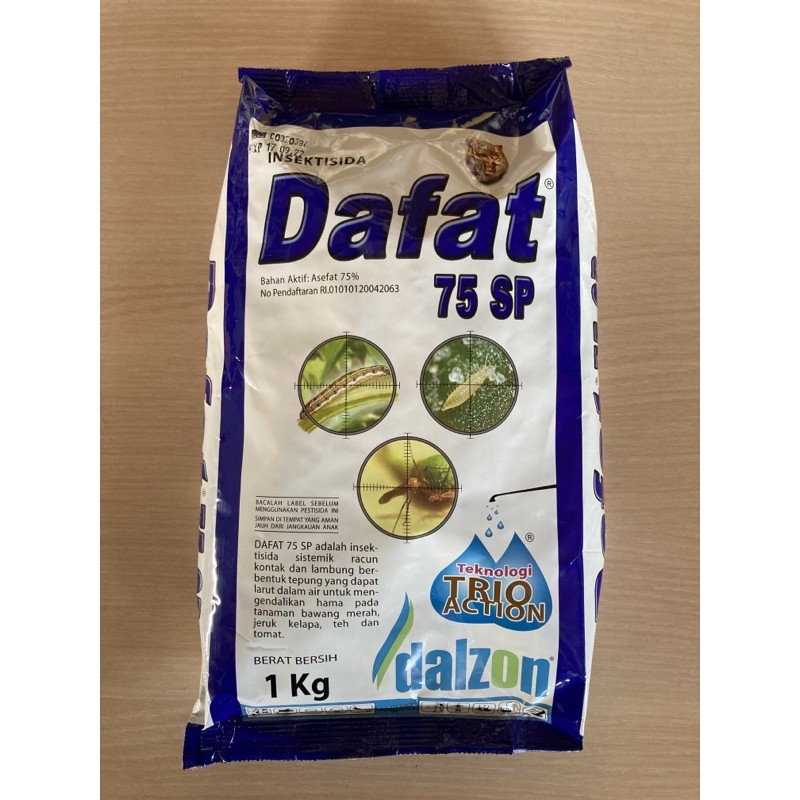 17 09 22
INSEKTISIDA
Dafat®
Bahan Aktif: Asefat 75%
No Pendaftaran RI.01010120042063
75 SP
BACALAH LABEL SEBELUM
MENGGUNAKAN PESTISIDA INI
SIMPAN DI TEMPAT YANG AMAN
JAUH DARI JANGKAUAN ANAK
DAFAT 75 SP adalah insek-
tisida sistemik racun
kontak dan lambung ber-
bentuk tepung yang dapat
larut dalam air untuk men-
gendalikan hama pada
tanaman bawang merah,
jeruk kelapa, teh dan
tomat.
®
Teknologi
TRIO
ACTION
BERAT BERSIH
1 Kg
dalzon®